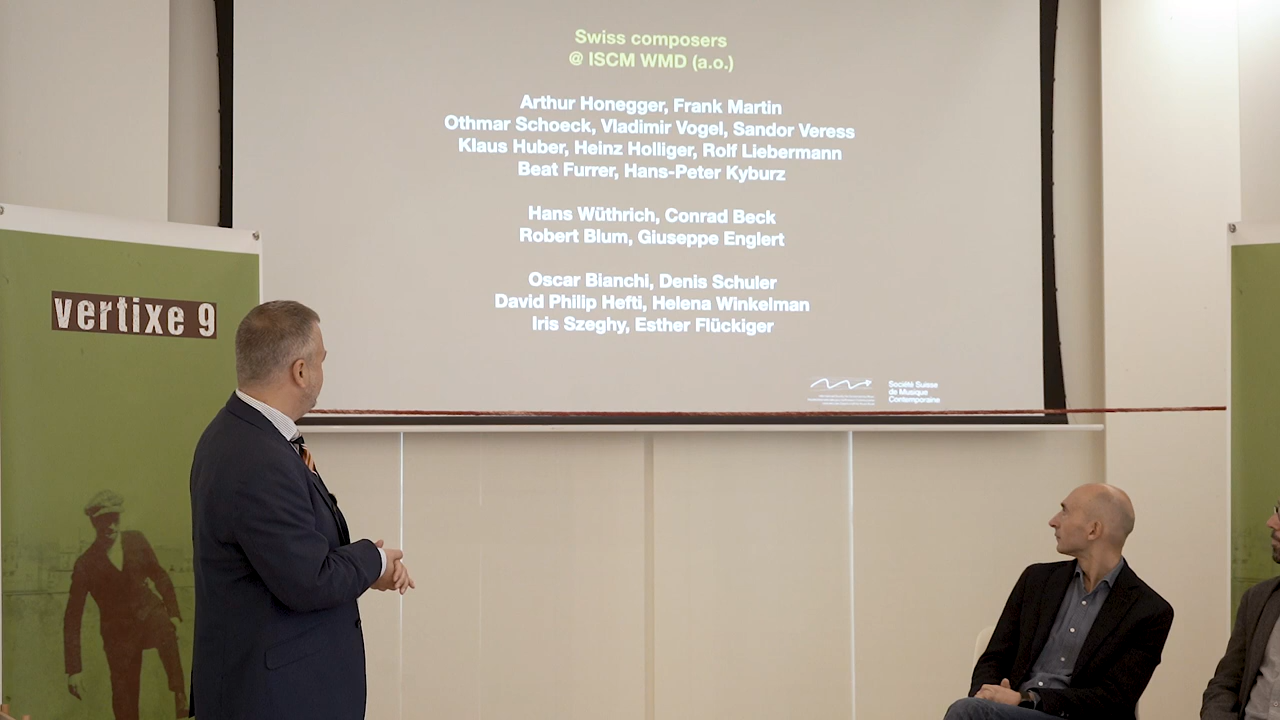 Swiss composers
@ ISCM WMD (a.o.)
Arthur Honegger, Frank Martin
Othmar Schoeck, Vladimir Vogel, Sandor Veress
Klaus Huber, Heinz Holliger, Rolf Liebermann
Beat Furrer, Hans-Peter Kyburz
Hans Wüthrich, Conrad Beck
Robert Blum, Giuseppe Englert
Oscar Bianchi, Denis Schuler
David Philip Hefti, Helena Winkelman
Iris Szeghy, Esther Flückiger
Société Suisse
de Musique
Contemporaine
vertixe 9